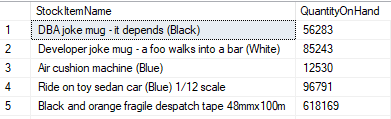 StockItemName QuantityOnHand
1 DBA joke mug - it depends (Black) 56283
2 Developer joke mug - a foo walks into a bar (White) 85243
3 Air cushion machine (Blue) 12530
4 Ride on toy sedan car (Blue) 1/12 scale 96791
5 Black and orange fragile despatch tape 48mmx100m 618169